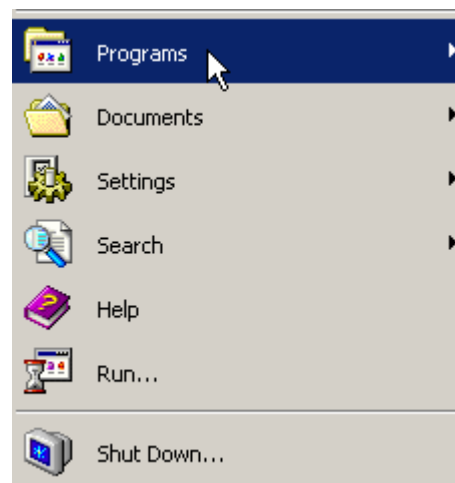 Programs
Documents
Settings
Search
Help
Run...
Shut Down...